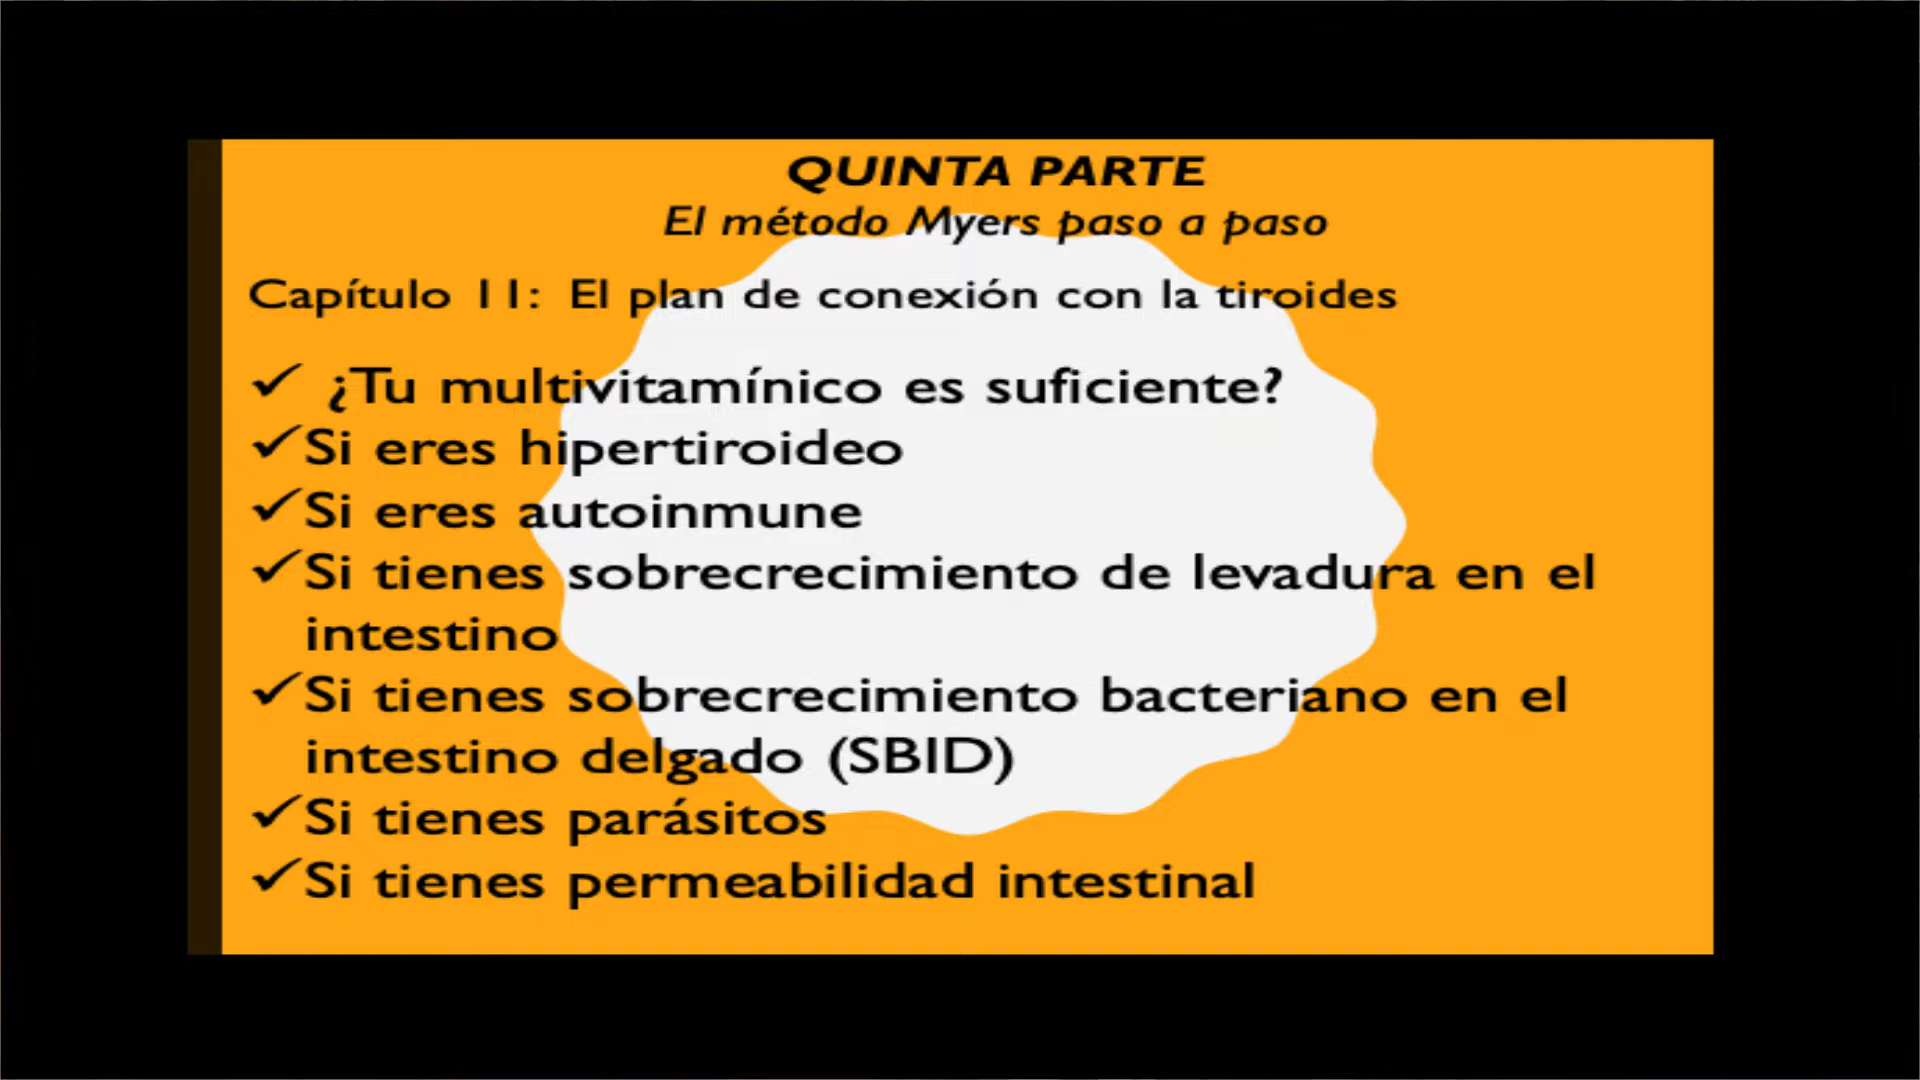 QUINTA PARTE
El método Myers paso a paso
Capítulo 11: El plan de conexión con la tiroides
✓ ¿Tu multivitamínico es suficiente?
✓Si eres hipertiroideo
✓Si eres autoinmune
✓Si tienes sobrecrecimiento de levadura en el
intestino
✓Si tienes sobrecrecimiento bacteriano en el
intestino delgado (SBID)
✓Si tienes parásitos
✓Si tienes permeabilidad intestinal